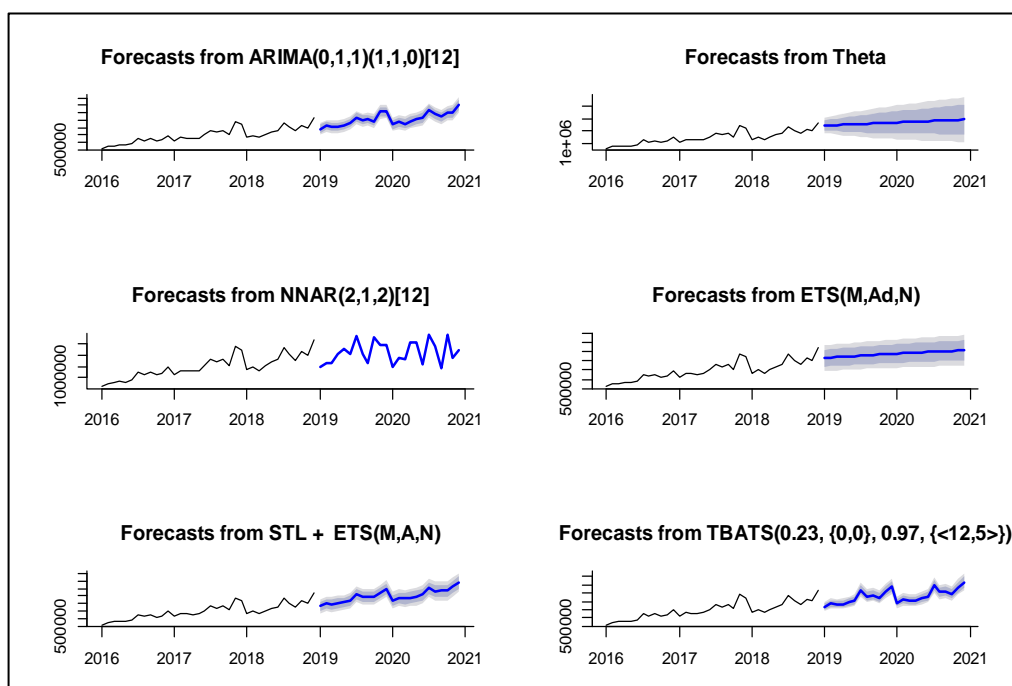 Forecasts from ARIMA(0,1,1)(1,1,0)[12]
500000
2016 2017 2018 2019 2020 2021
Forecasts from Theta
1e+06
2016 2017 2018 2019 2020 2021
Forecasts from NNAR(2,1,2)[12]
1000000
2016 2017 2018 2019 2020 2021
Forecasts from ETS(M,Ad,N)
500000
2016 2017 2018 2019 2020 2021
Forecasts from STL + ETS(M,A,N)
500000
2016 2017 2018 2019 2020 2021
Forecasts from TBATS(0.23, {0,0}, 0.97, {<12,5>})
500000
2016 2017 2018 2019 2020 2021